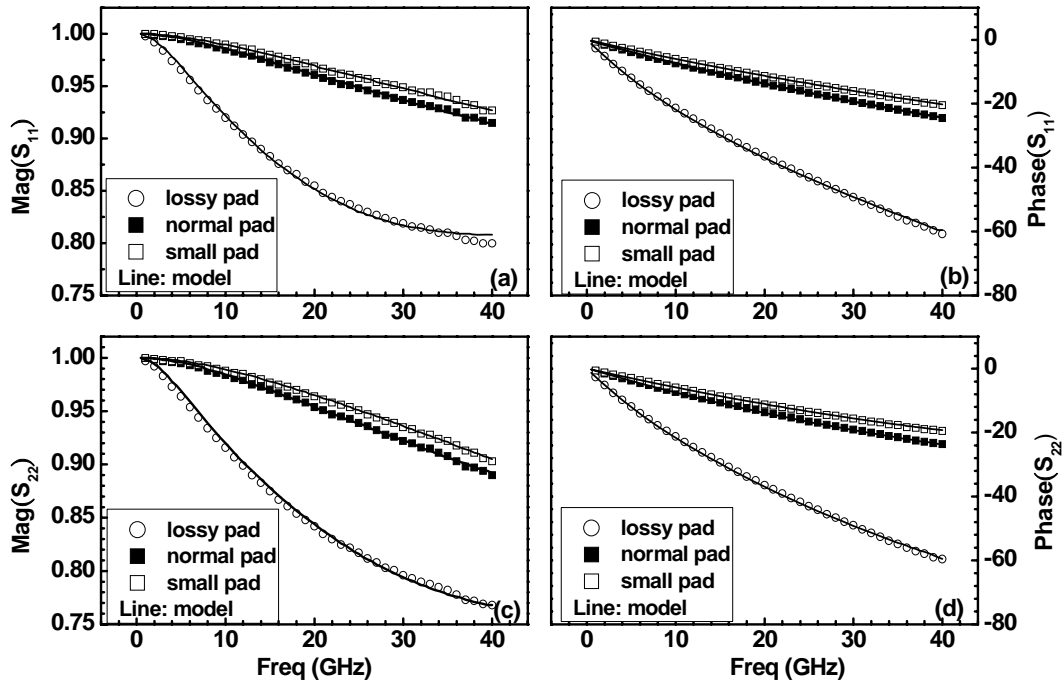 1.00
0.95
0.90
0.85
0.80
0.75
Mag(S11)
lossy pad
normal pad
small pad
Line: model
(a)
0 10 20 30 40
0
-20
-40
-60
-80
Phase(S11)
lossy pad
normal pad
small pad
Line: model
(b)
0 10 20 30 40
1.00
0.95
0.90
0.85
0.80
0.75
Mag(S22)
lossy pad
normal pad
small pad
Line: model
(c)
0 10 20 30 40
Freq (GHz)
0
-20
-40
-60
-80
Phase(S22)
lossy pad
normal pad
small pad
Line: model
(d)
0 10 20 30 40
Freq (GHz)